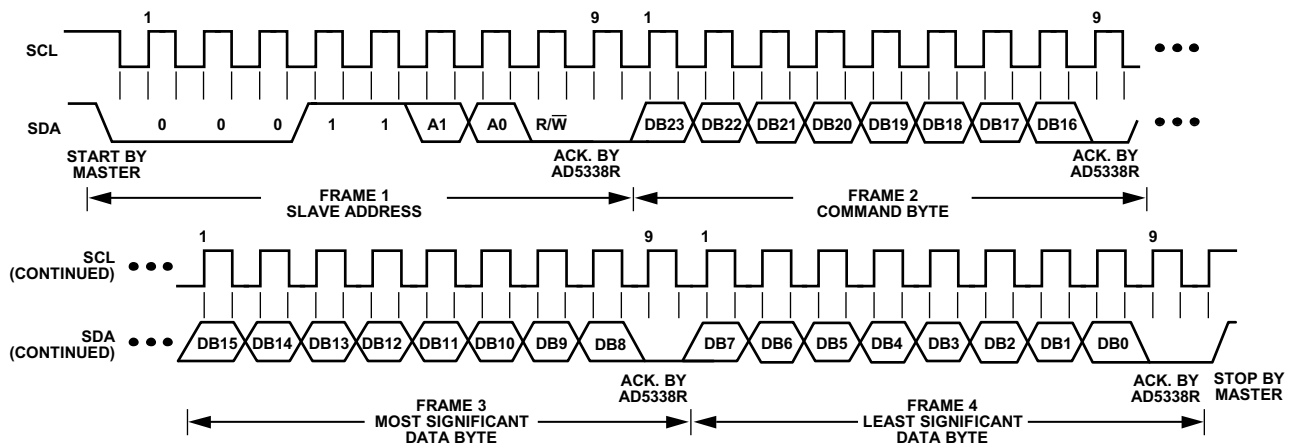 1 9 1 9
SCL
SDA 0 0 0 1 1 A1 A0 R/W̅ DB23 DB22 DB21 DB20 DB19 DB18 DB17 DB16
START BY MASTER
ACK. BY AD5338R
ACK. BY AD5338R
FRAME 1
SLAVE ADDRESS
FRAME 2
COMMAND BYTE
1 9 1 9
SCL
(CONTINUED)
SDA
(CONTINUED)
DB15 DB14 DB13 DB12 DB11 DB10 DB9 DB8 DB7 DB6 DB5 DB4 DB3 DB2 DB1 DB0
ACK. BY AD5338R
ACK. BY AD5338R
STOP BY MASTER
FRAME 3
MOST SIGNIFICANT
DATA BYTE
FRAME 4
LEAST SIGNIFICANT
DATA BYTE